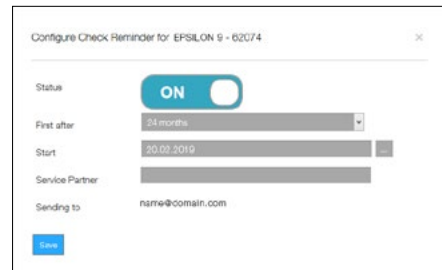 Configure Check Reminder for EPSILON 9 - 62074 ×
Status ON
First after 24 months
Start 20.02.2019 ...
Service Partner
Sending to name@domain.com
Save